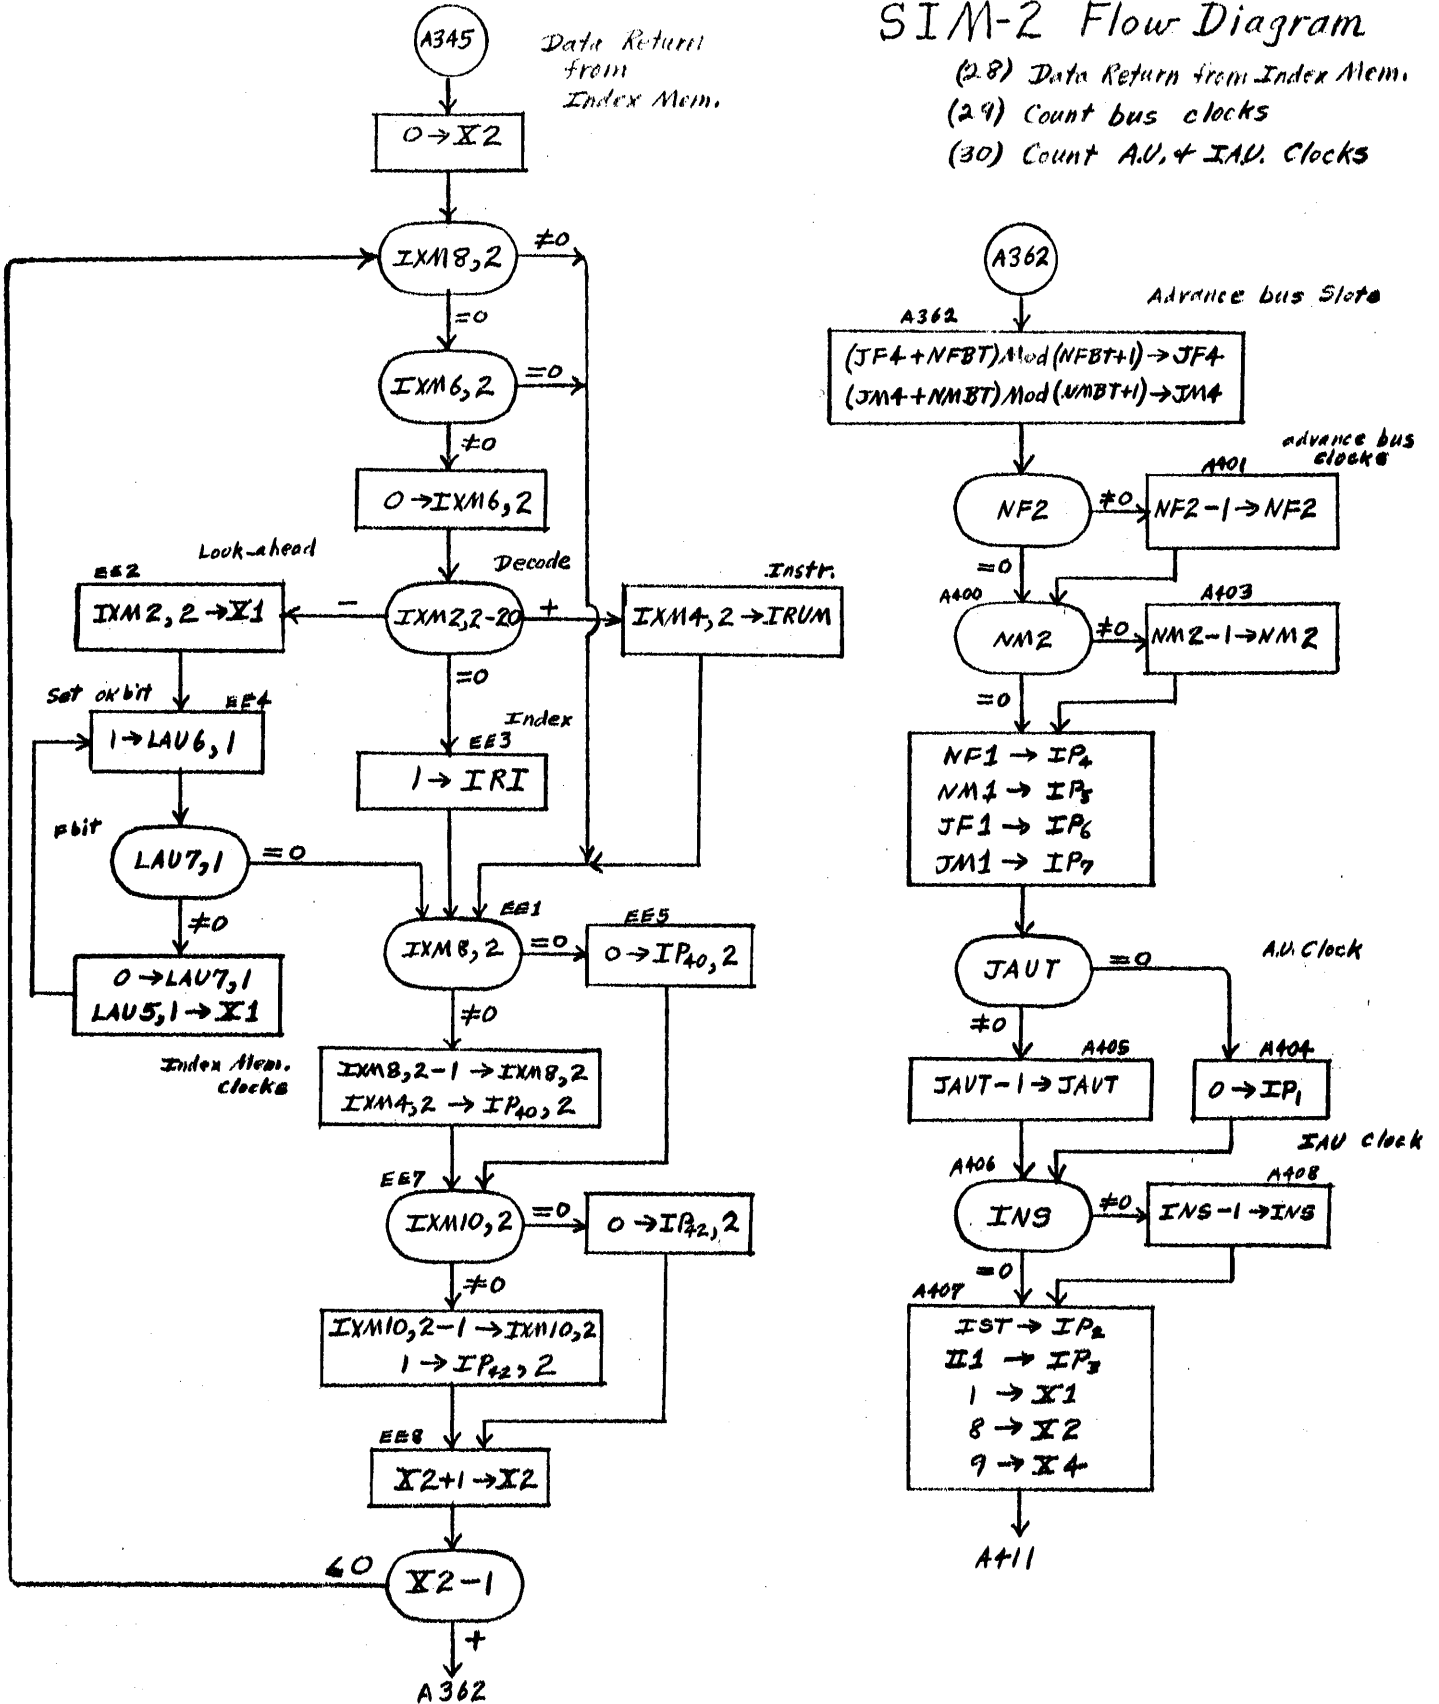 SIM-2 Flow Diagram
(28) Data Return from Index Mem.
(29) Count bus clocks
(30) Count A.U. & I.A.U. Clocks
A345
Data Return
from
Index Mem.
0→X2
IXM8,2
≠0
=0
IXM6,2
=0
≠0
0→IXM6,2
Look-ahead
Decode
Instr.
EE2
IXM2,2→X1
−
IXM2,2-20
+
IXM4,2→IRUM
=0
Set ok bit
EE4
1→LAU6,1
Index
EE3
1→IRI
F bit
LAU7,1
=0
≠0
0→LAU7,1
LAU5,1→X1
EE1
IXM8,2
=0
EE5
0→IP40,2
≠0
Index Mem.
Clocks
IXM8,2-1→IXM8,2
IXM4,2→IP40,2
EE7
IXM10,2
=0
0→IP42,2
≠0
IXM10,2-1→IXM10,2
1→IP42,2
EE8
X2+1→X2
≤0
X2-1
+
A362
A362
Advance bus Slots
A362
(JF4+NFBT)Mod(NFBT+1)→JF4
(JM4+NMBT)Mod(NMBT+1)→JM4
advance bus
clocks
A401
NF2
≠0
NF2-1→NF2
=0
A400
A403
NM2
≠0
NM2-1→NM2
=0
NF1→IP4
NM1→IP5
JF1→IP6
JM1→IP7
JAUT
=0
A.U. Clock
≠0
A405
JAUT-1→JAUT
A404
0→IP1
IAU Clock
A406
A408
INS
≠0
INS-1→INS
=0
A407
IST→IP2
II1→IP3
1→X1
8→X2
9→X4
A411